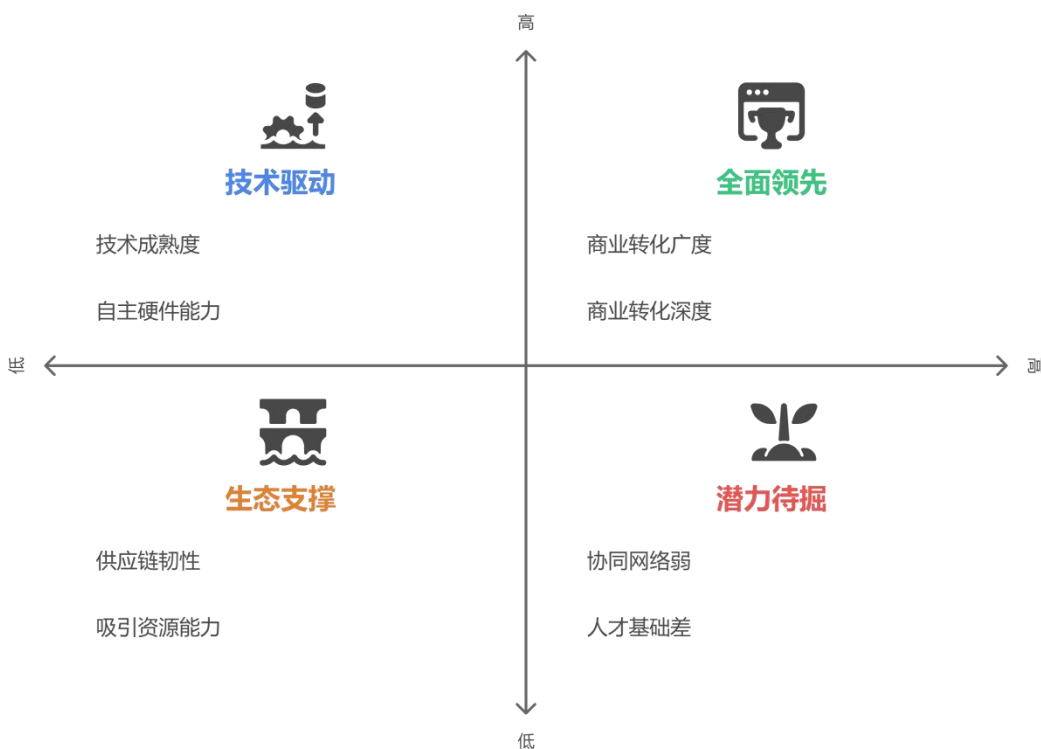 高
技术驱动
技术成熟度
自主硬件能力
全面领先
商业转化广度
商业转化深度
低
高
生态支撑
供应链韧性
吸引资源能力
潜力待掘
协同网络弱
人才基础差
低